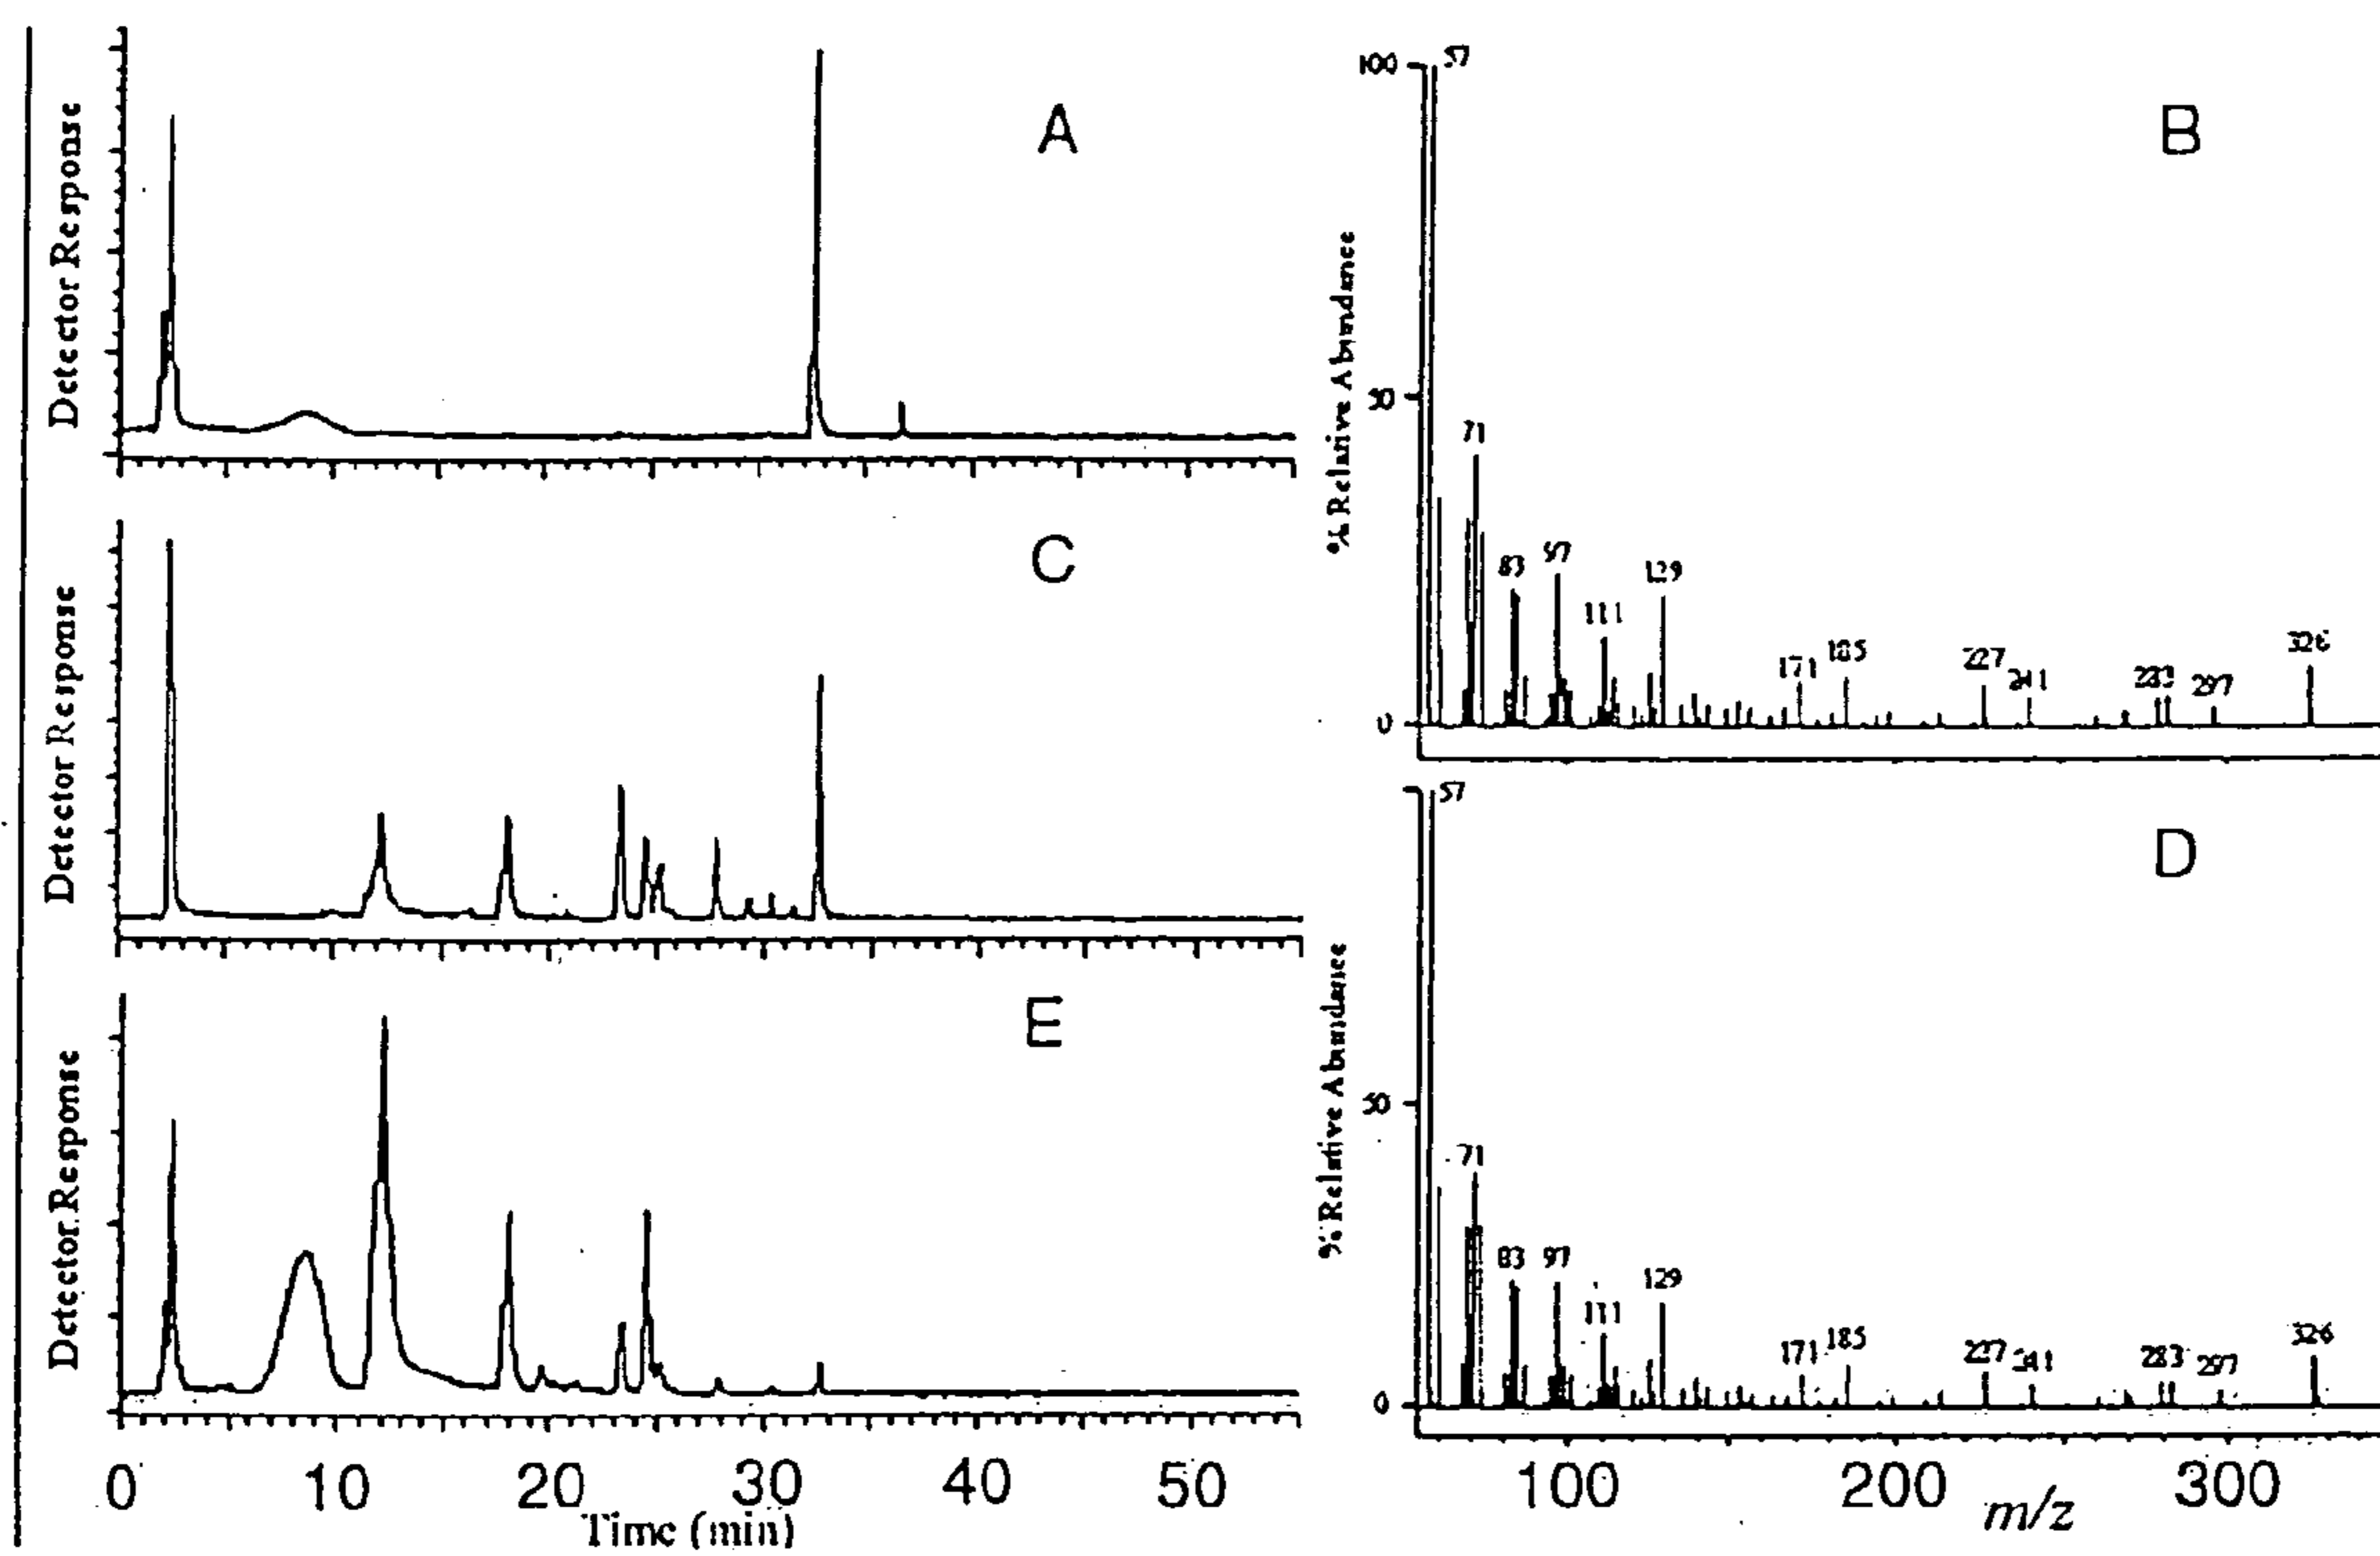 A
Detector Response
C
Detector Response
E
Detector Response
0 10 20 30 40 50
Time (min)
B
% Relative Abundance
100
50
0
57
71
83
97
111
129
171
185
227
241
283
297
326
D
% Relative Abundance
50
0
57
71
83
97
111
129
171
185
227
241
283
297
326
100 200 300
m/z